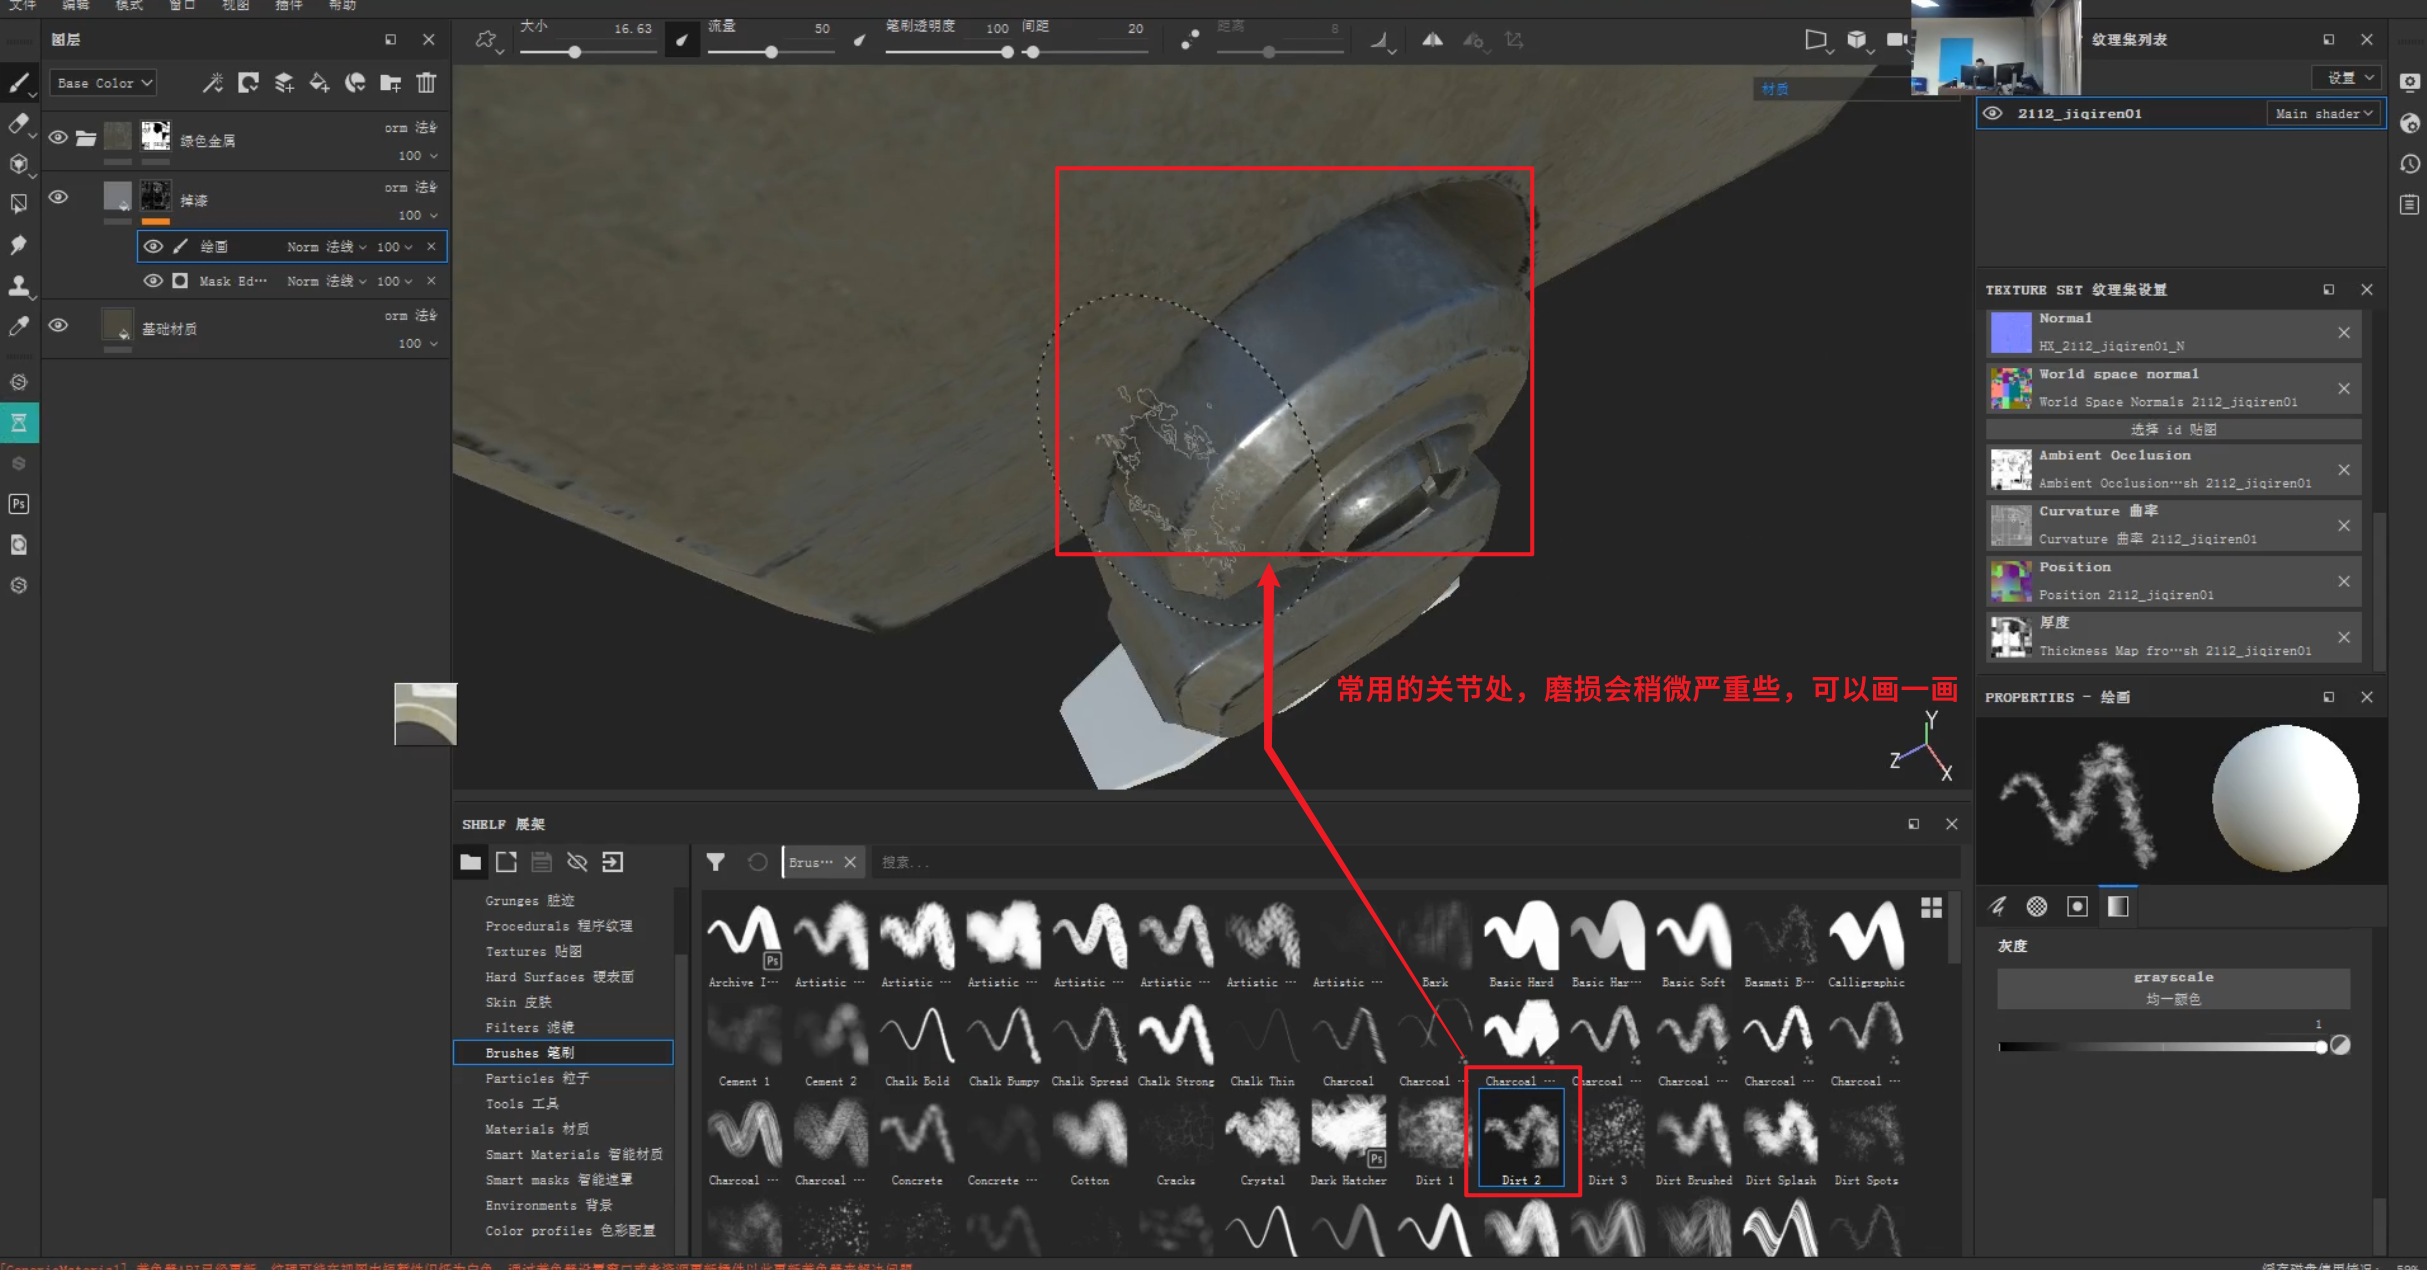 文件 编辑 模式 窗口 视图 插件 帮助
图层
大小 16.63
流量 50
笔刷透明度 100
间距 20
距离 8
Base Color
绿色金属
orm 法线
100
掉漆
orm 法线
100
绘画 Norm 法线 100
Mask Ed… Norm 法线 100
基础材质
orm 法线
100
Ps
材质
常用的关节处，磨损会稍微严重些，可以画一画
Y
Z
X
纹理集列表
设置
2112_jiqiren01 Main shader
TEXTURE SET 纹理集设置
Normal
HX_2112_jiqiren01_N
World space normal
World Space Normals 2112_jiqiren01
选择 id 贴图
Ambient Occlusion
Ambient Occlusion…sh 2112_jiqiren01
Curvature 曲率
Curvature 曲率 2112_jiqiren01
Position
Position 2112_jiqiren01
厚度
Thickness Map fro…sh 2112_jiqiren01
PROPERTIES - 绘画
灰度
grayscale
均一颜色
1
SHELF 展架
Brus…
搜索...
Grunges 脏迹
Procedurals 程序纹理
Textures 贴图
Hard Surfaces 硬表面
Skin 皮肤
Filters 滤镜
Brushes 笔刷
Particles 粒子
Tools 工具
Materials 材质
Smart Materials 智能材质
Smart masks 智能遮罩
Environments 背景
Color profiles 色彩配置
Ps
Archive I… Artistic … Artistic … Artistic … Artistic … Artistic … Artistic … Artistic … Bark Basic Hard Basic Har… Basic Soft Basmati B… Calligraphic
Cement 1 Cement 2 Chalk Bold Chalk Bumpy Chalk Spread Chalk Strong Chalk Thin Charcoal Charcoal … Charcoal … Charcoal … Charcoal … Charcoal … Charcoal …
Ps
Charcoal … Charcoal … Concrete Concrete … Cotton Cracks Crystal Dark Hatcher Dirt 1 Dirt 2 Dirt 3 Dirt Brushed Dirt Splash Dirt Spots